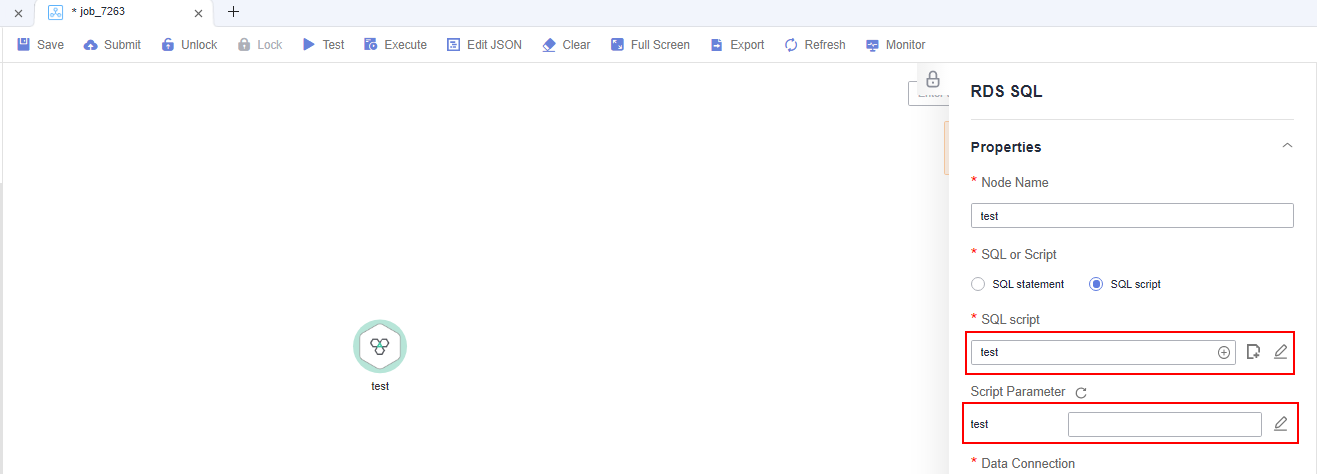 * job_7263
Save Submit Unlock Lock Test Execute Edit JSON Clear Full Screen Export Refresh Monitor
RDS SQL
Properties
* Node Name
test
* SQL or Script
SQL statement SQL script
* SQL script
test
Script Parameter
test
* Data Connection
test